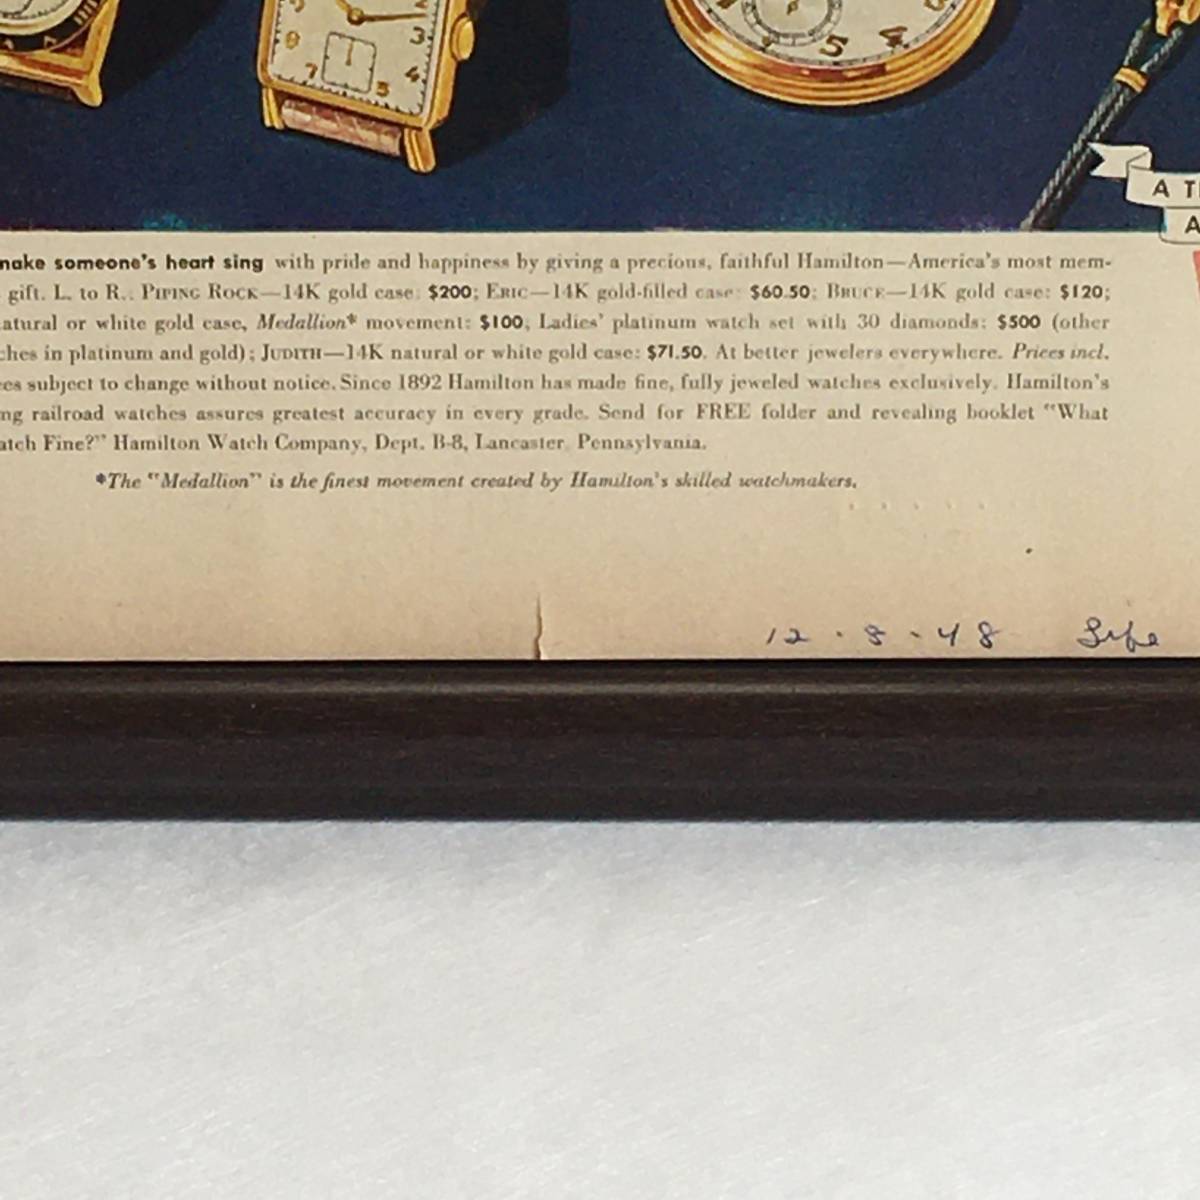 A
A
make someone's heart sing with pride and happiness by giving a precious, faithful Hamilton—America's most mem-
gift. L. to R.: PIPING ROCK—14K gold case: $200; ERIC—14K gold-filled case: $60.50; BRUCE—14K gold case: $120;
natural or white gold case, Medallion* movement: $100; Ladies' platinum watch set with 30 diamonds: $500 (other
ches in platinum and gold); JUDITH—14K natural or white gold case: $71.50. At better jewelers everywhere. Prices incl.
es subject to change without notice. Since 1892 Hamilton has made fine, fully jeweled watches exclusively. Hamilton's
ng railroad watches assures greatest accuracy in every grade. Send for FREE folder and revealing booklet "What
atch Fine?" Hamilton Watch Company, Dept. B-8, Lancaster, Pennsylvania.
*The "Medallion" is the finest movement created by Hamilton's skilled watchmakers.
12 . 8 . 48 Life